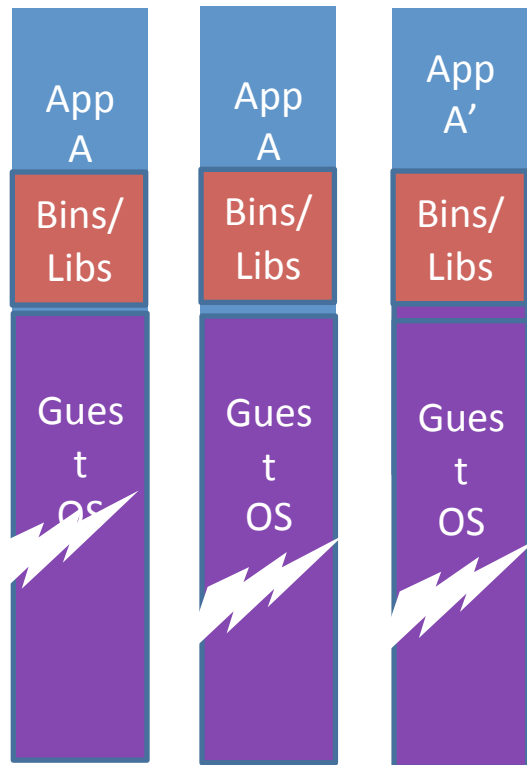 App
A
Bins/
Libs
Gues
t
OS
App
A
Bins/
Libs
Gues
t
OS
App
A’
Bins/
Libs
Gues
t
OS